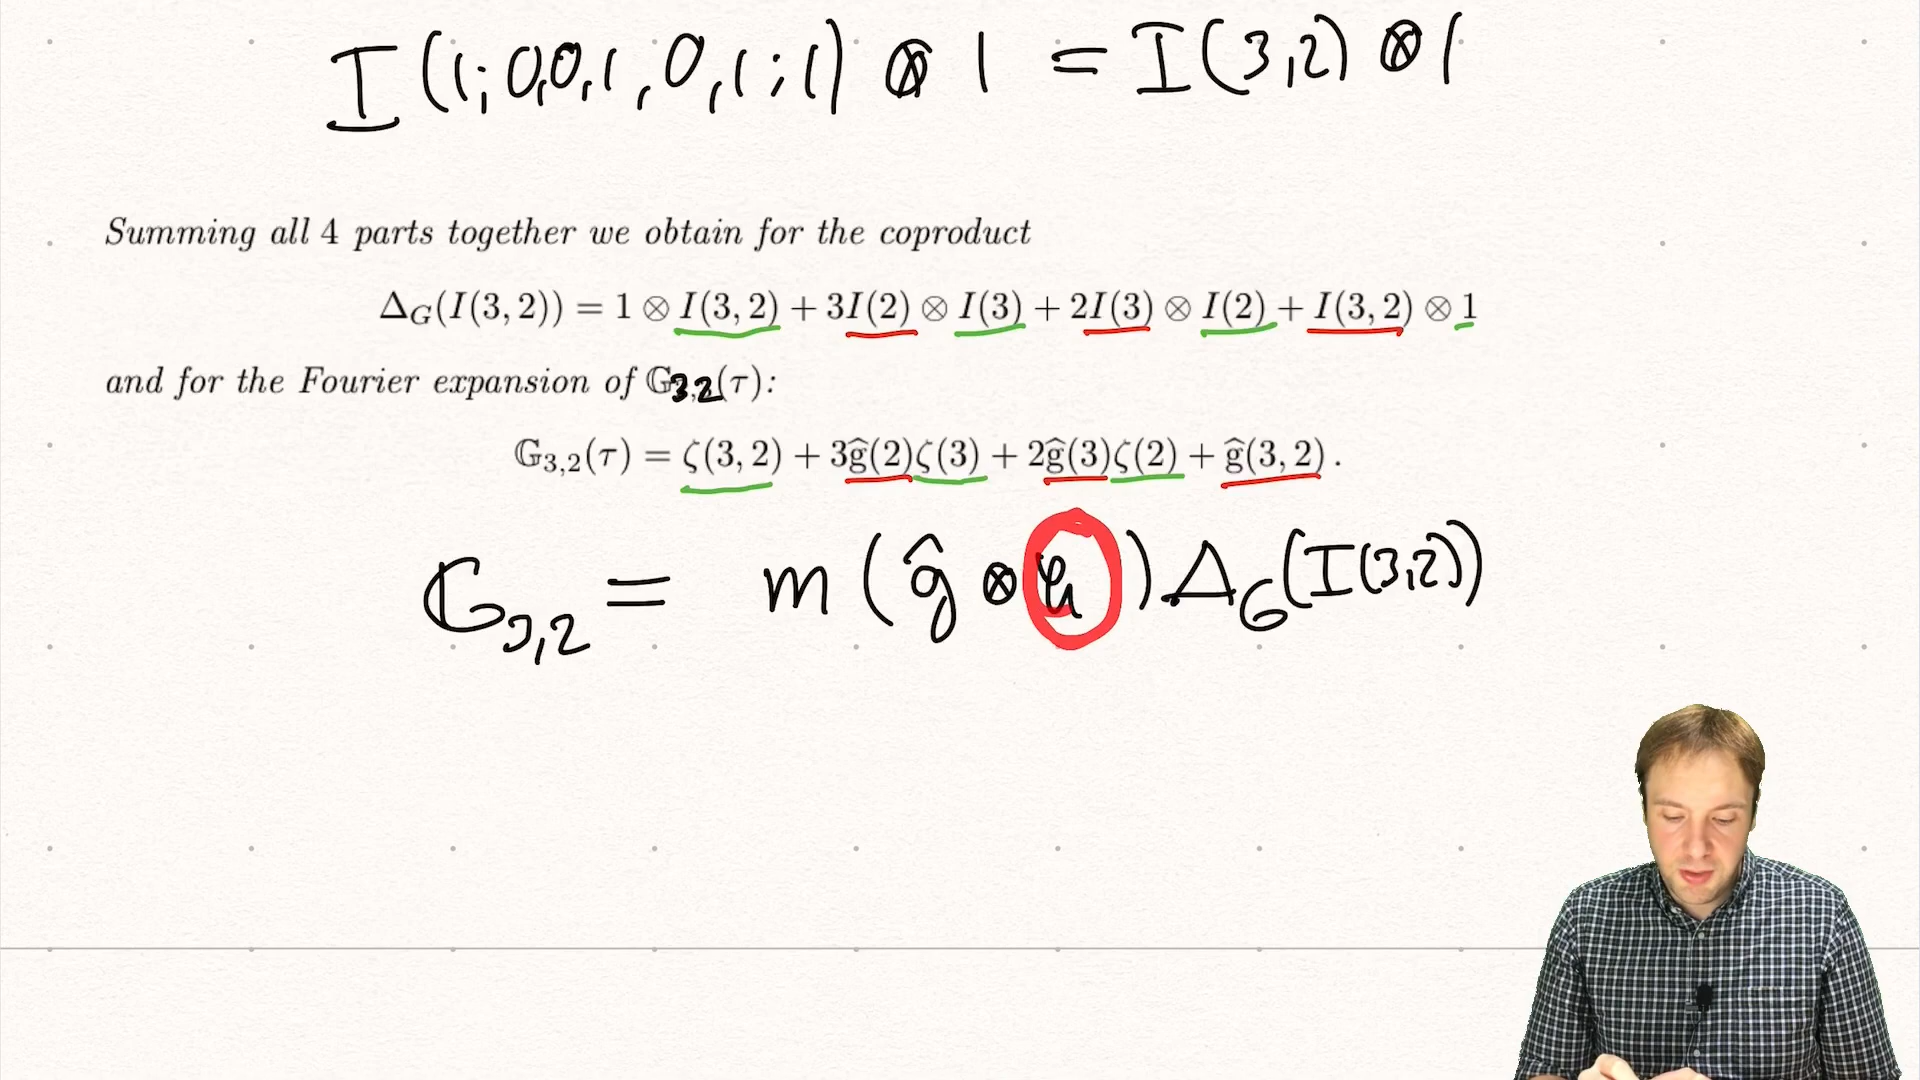 I(1;0,0,1,0,1;1) ⊗ 1 = I(3,2) ⊗ 1
Summing all 4 parts together we obtain for the coproduct
Δ_G(I(3, 2)) = 1 ⊗ I(3, 2) + 3I(2) ⊗ I(3) + 2I(3) ⊗ I(2) + I(3, 2) ⊗ 1
and for the Fourier expansion of 𝔾_{3,2}(τ):
𝔾_{3,2}(τ) = ζ(3, 2) + 3ĝ(2)ζ(3) + 2ĝ(3)ζ(2) + ĝ(3, 2) .
𝔾_{3,2} = m(ĝ ⊗ ) Δ_G(I(3,2))